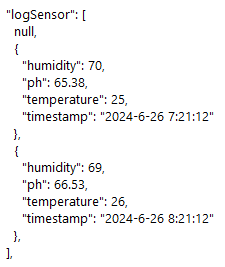 "logSensor": [
null,
{
"humidity": 70,
"ph": 65.38,
"temperature": 25,
"timestamp": "2024-6-26 7:21:12"
},
{
"humidity": 69,
"ph": 66.53,
"temperature": 26,
"timestamp": "2024-6-26 8:21:12"
},
],